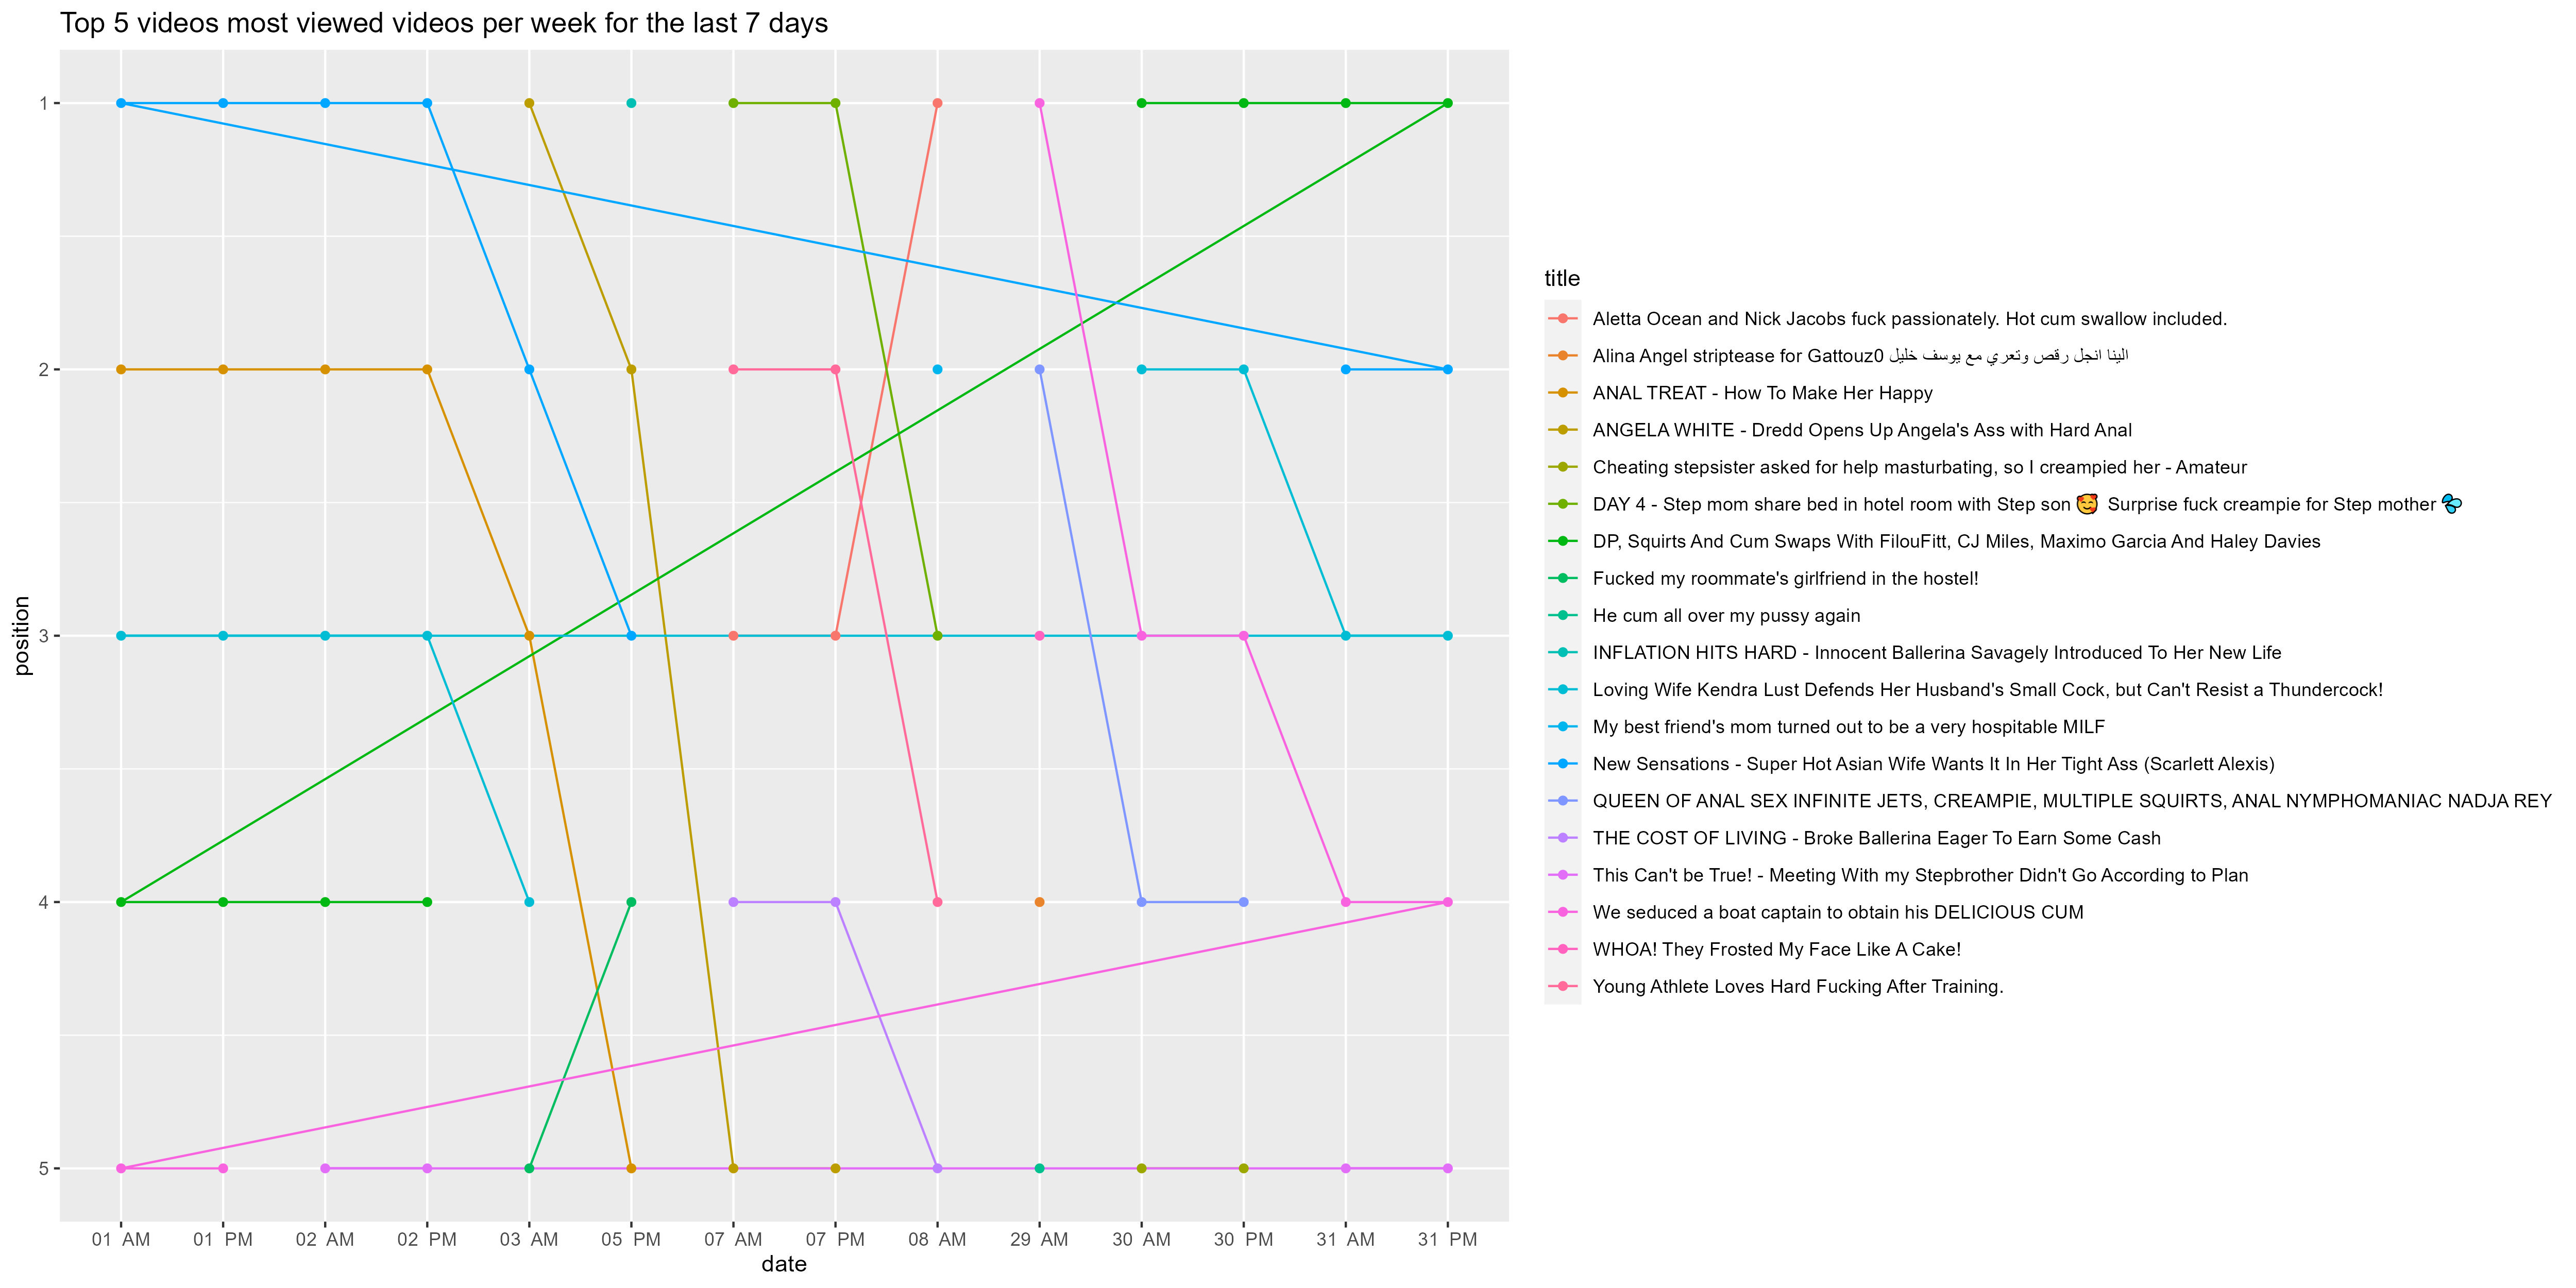 Top 5 videos most viewed videos per week for the last 7 days
position
1
2
3
4
5
01 AM
01 PM
02 AM
02 PM
03 AM
05 PM
07 AM
07 PM
08 AM
29 AM
30 AM
30 PM
31 AM
31 PM
date
title
Aletta Ocean and Nick Jacobs fuck passionately. Hot cum swallow included.
Alina Angel striptease for Gattouz0 الينا انجل رقص وتعري مع يوسف خليل
ANAL TREAT - How To Make Her Happy
ANGELA WHITE - Dredd Opens Up Angela's Ass with Hard Anal
Cheating stepsister asked for help masturbating, so I creampied her - Amateur
DAY 4 - Step mom share bed in hotel room with Step son 🥰 Surprise fuck creampie for Step mother 💦
DP, Squirts And Cum Swaps With FilouFitt, CJ Miles, Maximo Garcia And Haley Davies
Fucked my roommate's girlfriend in the hostel!
He cum all over my pussy again
INFLATION HITS HARD - Innocent Ballerina Savagely Introduced To Her New Life
Loving Wife Kendra Lust Defends Her Husband's Small Cock, but Can't Resist a Thundercock!
My best friend's mom turned out to be a very hospitable MILF
New Sensations - Super Hot Asian Wife Wants It In Her Tight Ass (Scarlett Alexis)
QUEEN OF ANAL SEX INFINITE JETS, CREAMPIE, MULTIPLE SQUIRTS, ANAL NYMPHOMANIAC NADJA REY
THE COST OF LIVING - Broke Ballerina Eager To Earn Some Cash
This Can't be True! - Meeting With my Stepbrother Didn't Go According to Plan
We seduced a boat captain to obtain his DELICIOUS CUM
WHOA! They Frosted My Face Like A Cake!
Young Athlete Loves Hard Fucking After Training.